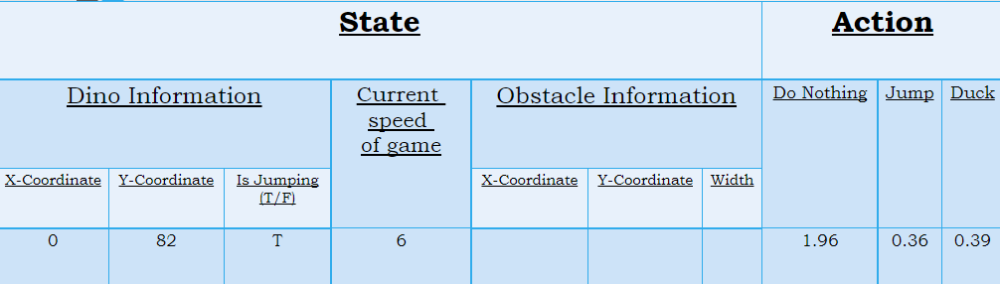 State
Action
Dino Information
Current
speed
of game
Obstacle Information
Do Nothing
Jump
Duck
X-Coordinate
Y-Coordinate
Is Jumping
(T/F)
X-Coordinate
Y-Coordinate
Width
0
82
T
6
1.96
0.36
0.39